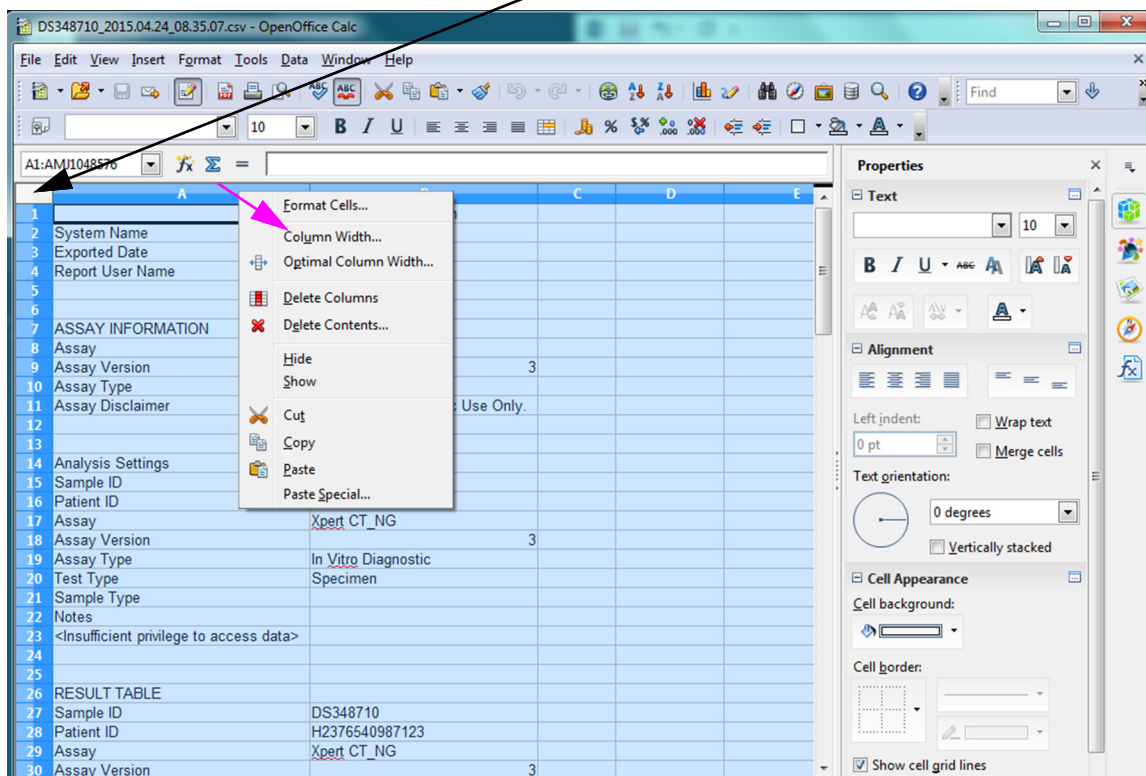 DS348710_2015.04.24_08.35.07.csv - OpenOffice Calc
File Edit View Insert Format Tools Data Window Help
Find
10 B I U
A1:AMJ1048576
A B C D E
1
2 System Name
3 Exported Date
4 Report User Name
5
6
7 ASSAY INFORMATION
8 Assay
9 Assay Version 3
10 Assay Type
11 Assay Disclaimer Use Only.
12
13
14 Analysis Settings
15 Sample ID
16 Patient ID
17 Assay Xpert CT_NG
18 Assay Version 3
19 Assay Type In Vitro Diagnostic
20 Test Type Specimen
21 Sample Type
22 Notes
23 <Insufficient privilege to access data>
24
25
26 RESULT TABLE
27 Sample ID DS348710
28 Patient ID H2376540987123
29 Assay Xpert CT_NG
30 Assay Version 3
Format Cells...
Column Width...
Optimal Column Width...
Delete Columns
Delete Contents...
Hide
Show
Cut
Copy
Paste
Paste Special...
Properties
Text
10
B I U ABC
Alignment
Left indent:
Wrap text
0 pt
Merge cells
Text orientation:
0 degrees
Vertically stacked
Cell Appearance
Cell background:
Cell border:
Show cell grid lines